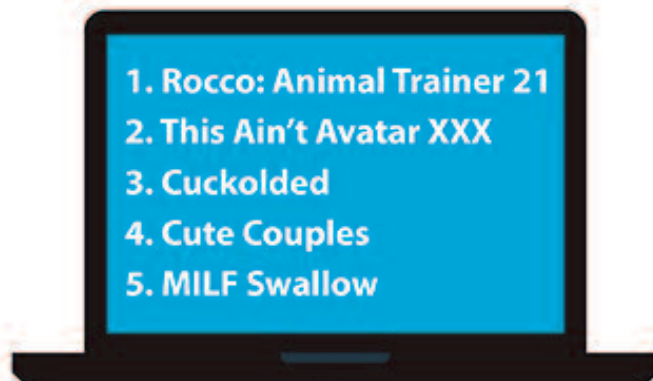 1. Rocco: Animal Trainer 21
2. This Ain’t Avatar XXX
3. Cuckolded
4. Cute Couples
5. MILF Swallow